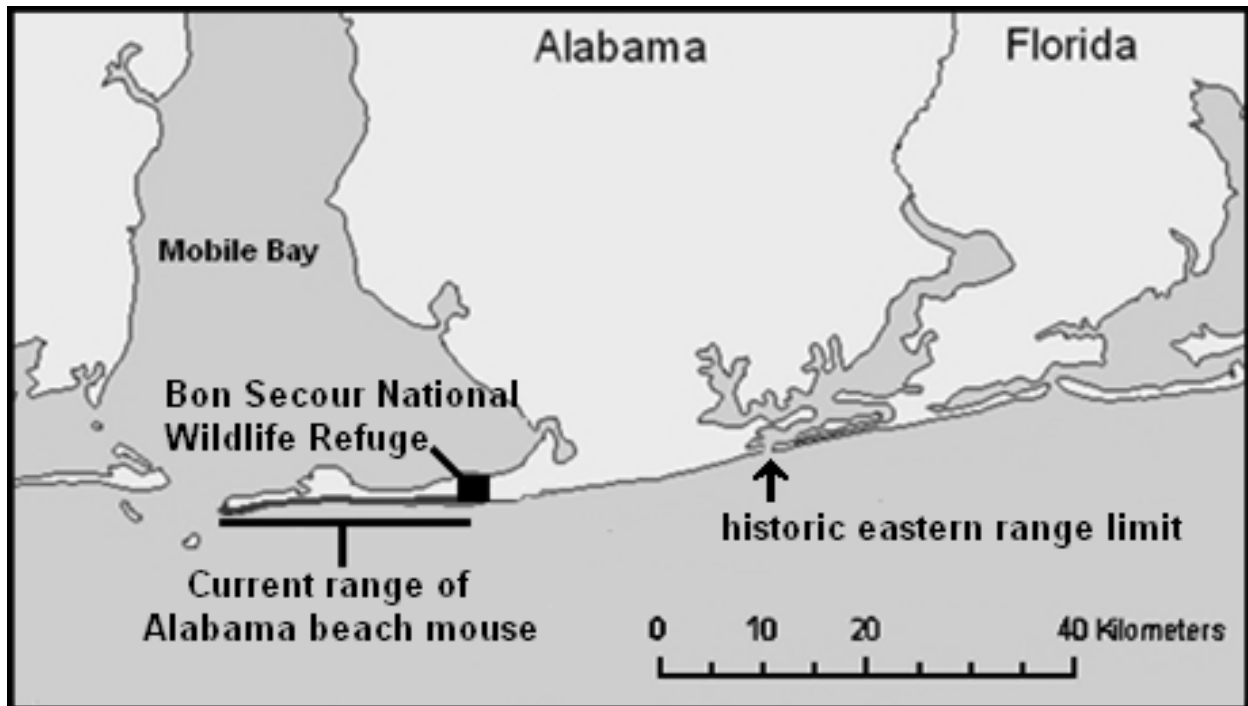 Alabama
Florida
Mobile Bay
Bon Secour National
Wildlife Refuge
historic eastern range limit
Current range of
Alabama beach mouse
0 10 20 40 Kilometers